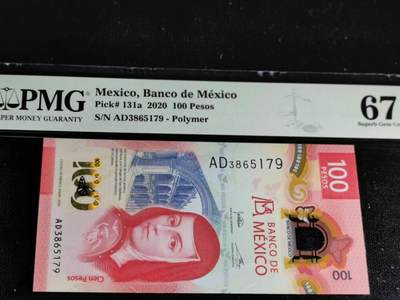 PMG
PAPER MONEY GUARANTY
Mexico, Banco de México
Pick# 131a 2020 100 Pesos
S/N AD3865179 - Polymer
67
Superb Gem Unc
AD3865179
100
PESOS
100
BANCO DE
MÉXICO
AD3865179
Cien Pesos
100